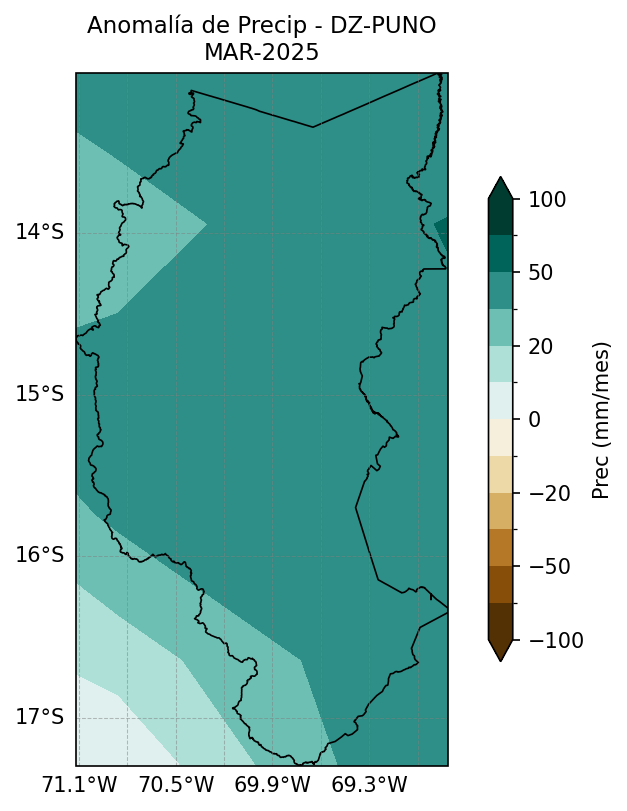 Anomalía de Precip - DZ-PUNO
MAR-2025
14°S
15°S
16°S
17°S
71.1°W 70.5°W 69.9°W 69.3°W
100
50
20
0
−20
−50
−100
Prec (mm/mes)